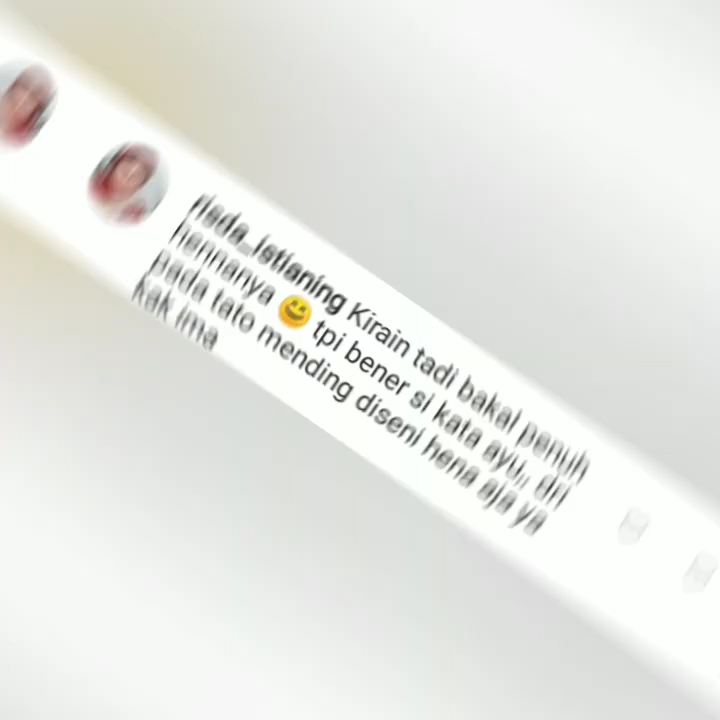 Kirain tadi bakal penuh
hennanya 😄 tpi bener si kata ayu,, dri
pada tato mending diseni hena aja ya
kak ima